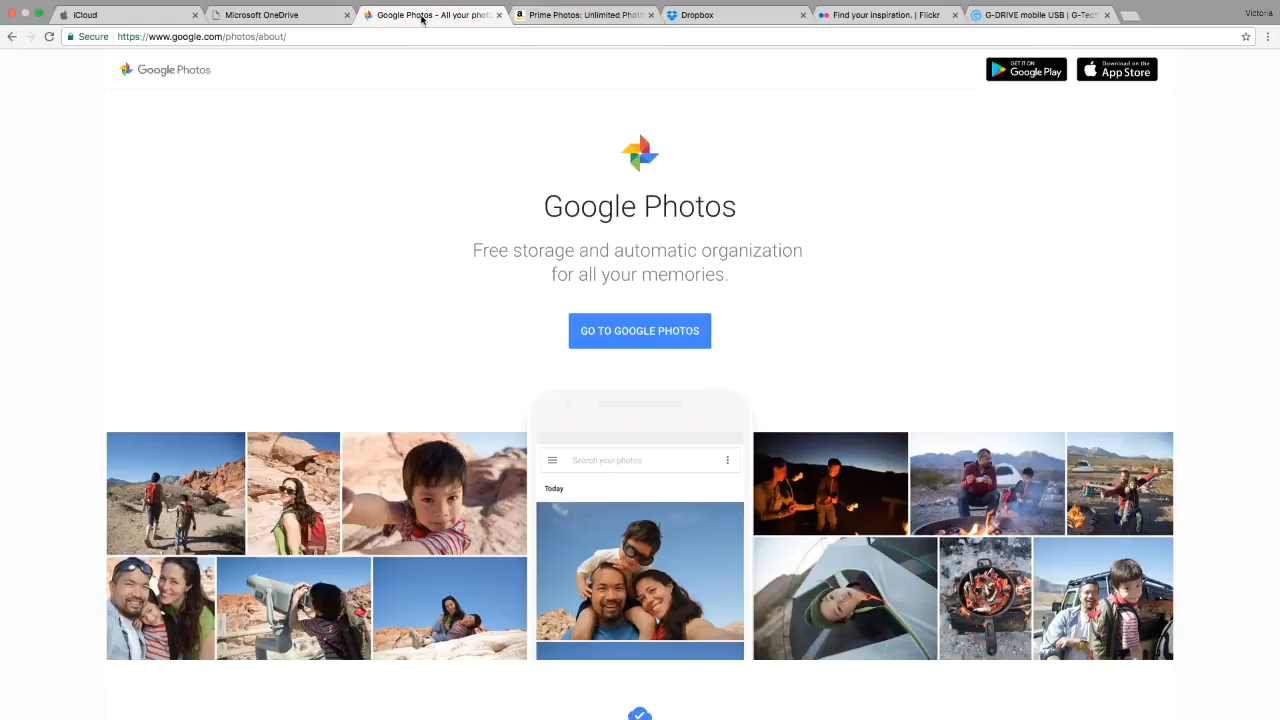 iCloud
Microsoft OneDrive
Google Photos - All your photo
Prime Photos: Unlimited Phot
Dropbox
Find your inspiration. | Flickr
G-DRIVE mobile USB | G-Tec
Victoria
Secure
https://www.google.com/photos/about/
Google Photos
GET IT ON
Google Play
Download on the
App Store
Google Photos
Free storage and automatic organization
for all your memories.
GO TO GOOGLE PHOTOS
Search your photos
Today